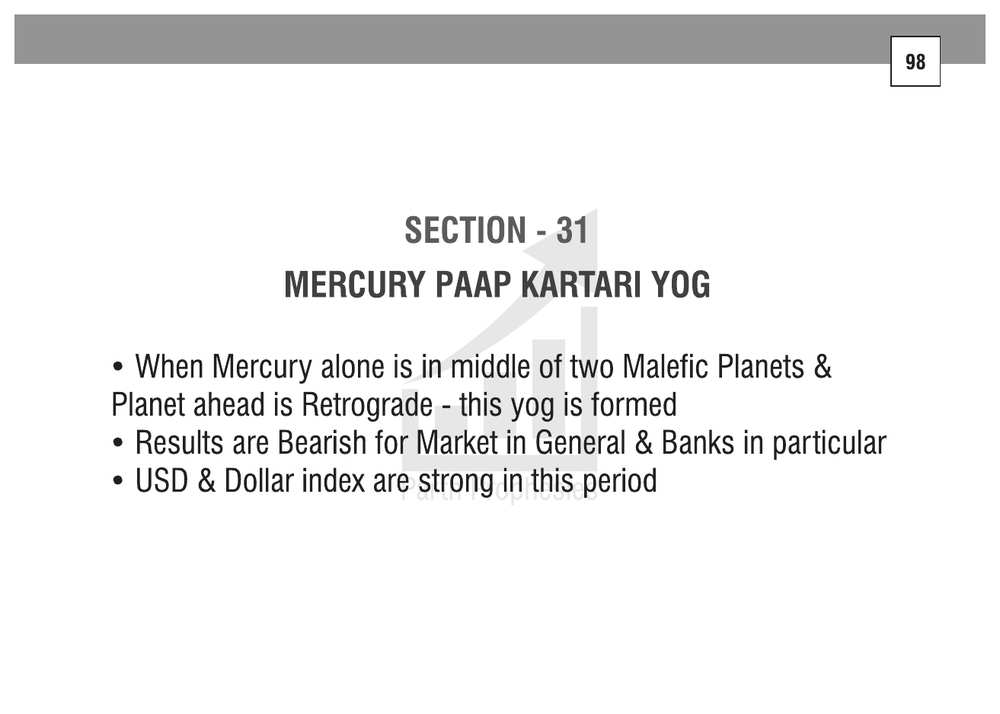 98
SECTION - 31
MERCURY PAAP KARTARI YOG
• When Mercury alone is in middle of two Malefic Planets &
Planet ahead is Retrograde - this yog is formed
• Results are Bearish for Market in General & Banks in particular
• USD & Dollar index are strong in this period